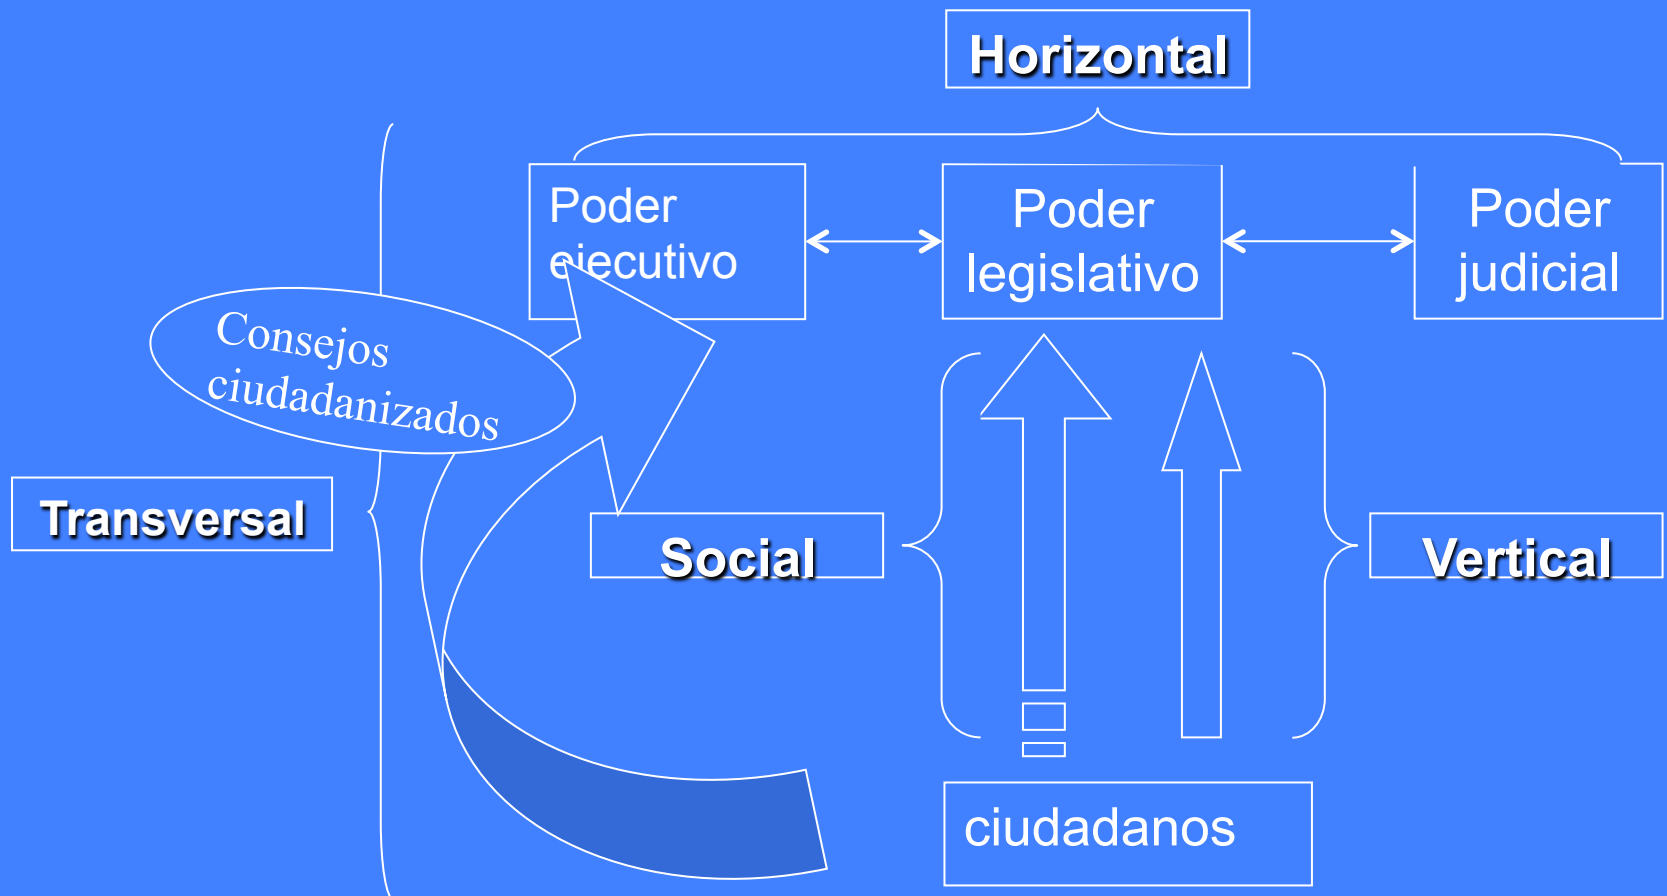 Horizontal
Poder
ejecutivo
Poder
legislativo
Poder
judicial
Consejos
ciudadanizados
Transversal
Social
Vertical
ciudadanos